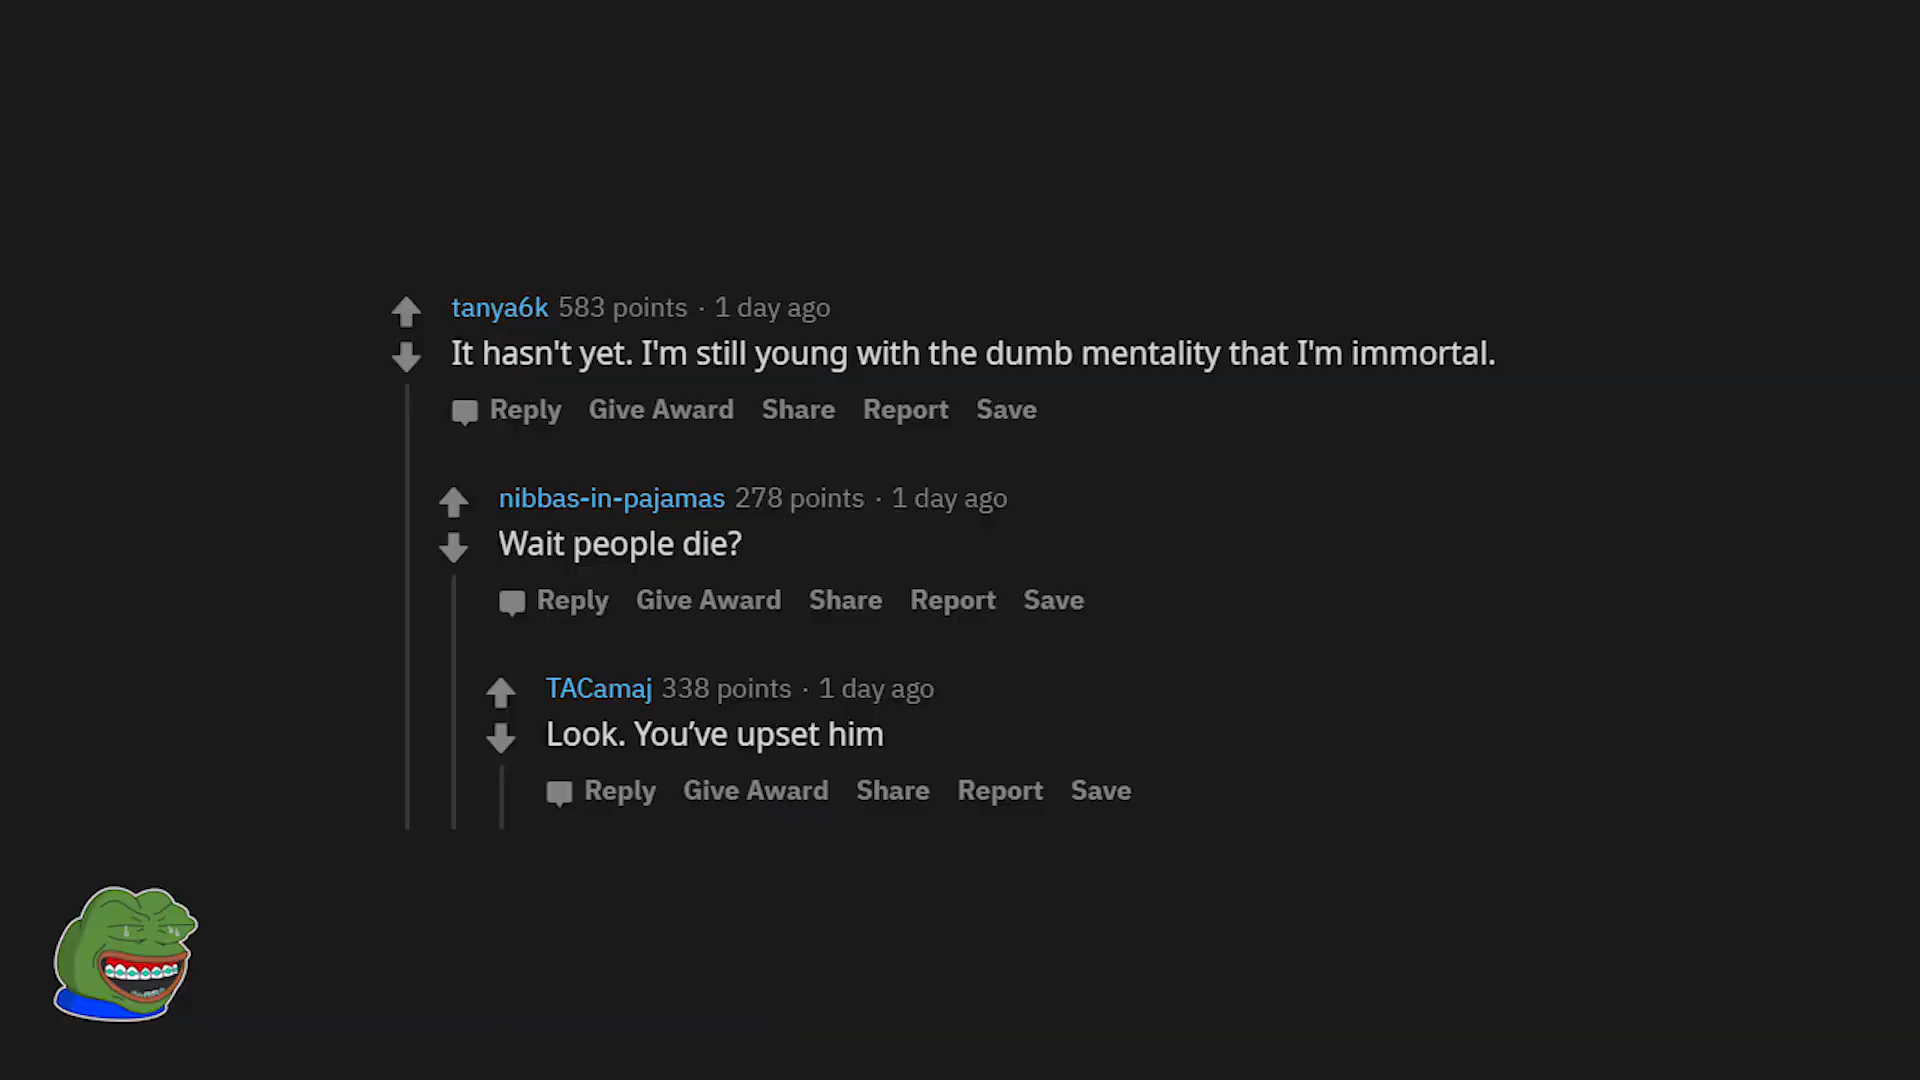 tanya6k 583 points · 1 day ago
It hasn't yet. I'm still young with the dumb mentality that I'm immortal.
Reply Give Award Share Report Save
nibbas-in-pajamas 278 points · 1 day ago
Wait people die?
Reply Give Award Share Report Save
TACamaj 338 points · 1 day ago
Look. You’ve upset him
Reply Give Award Share Report Save